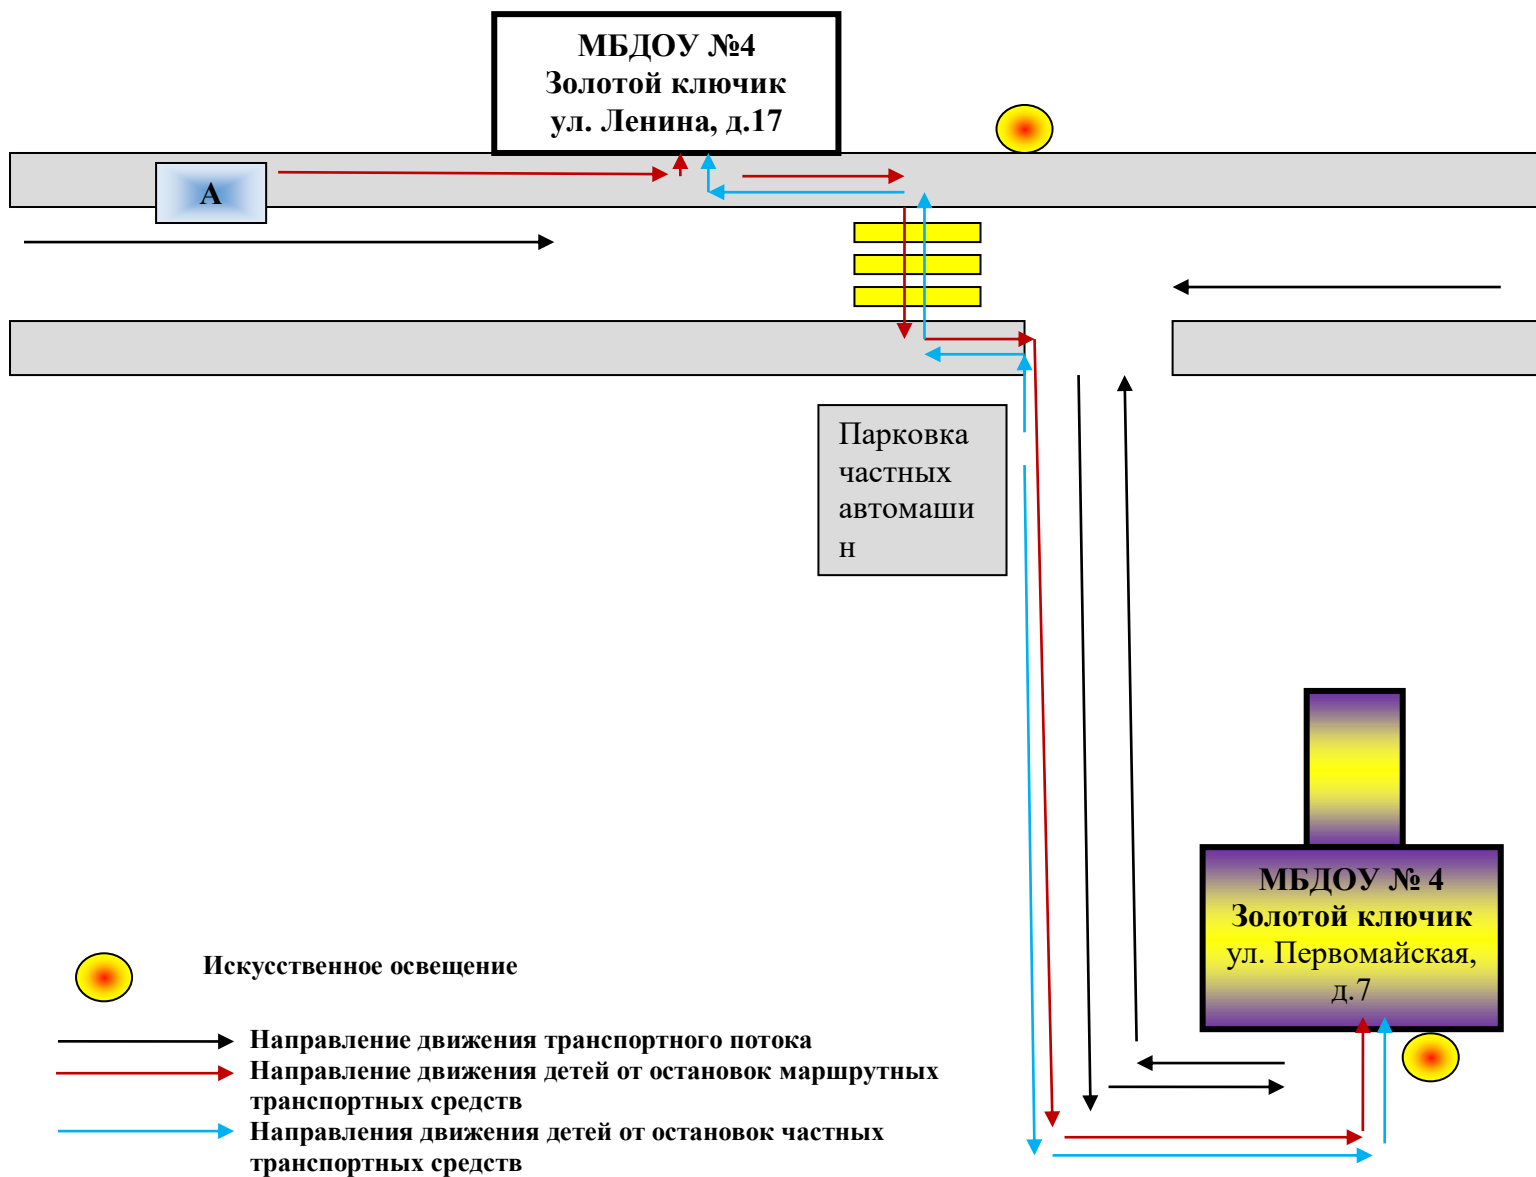 МБДОУ №4
Золотой ключик
ул. Ленина, д.17
А
Парковка
частных
автомаши
н
МБДОУ № 4
Золотой ключик
ул. Первомайская,
д.7
Искусственное освещение
Направление движения транспортного потока
Направление движения детей от остановок маршрутных
транспортных средств
Направления движения детей от остановок частных
транспортных средств